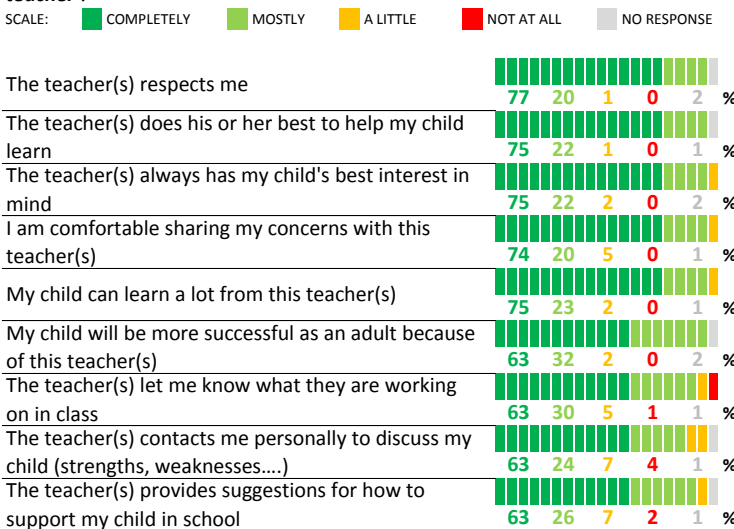 SCALE: COMPLETELY MOSTLY A LITTLE NOT AT ALL NO RESPONSE
The teacher(s) respects me
77 20 1 0 2 %
The teacher(s) does his or her best to help my child
learn
75 22 1 0 1 %
The teacher(s) always has my child's best interest in
mind
75 22 2 0 2 %
I am comfortable sharing my concerns with this
teacher(s)
74 20 5 0 1 %
My child can learn a lot from this teacher(s)
75 23 2 0 1 %
My child will be more successful as an adult because
of this teacher(s)
63 32 2 0 2 %
The teacher(s) let me know what they are working
on in class
63 30 5 1 1 %
The teacher(s) contacts me personally to discuss my
child (strengths, weaknesses....)
63 24 7 4 1 %
The teacher(s) provides suggestions for how to
support my child in school
63 26 7 2 1 %